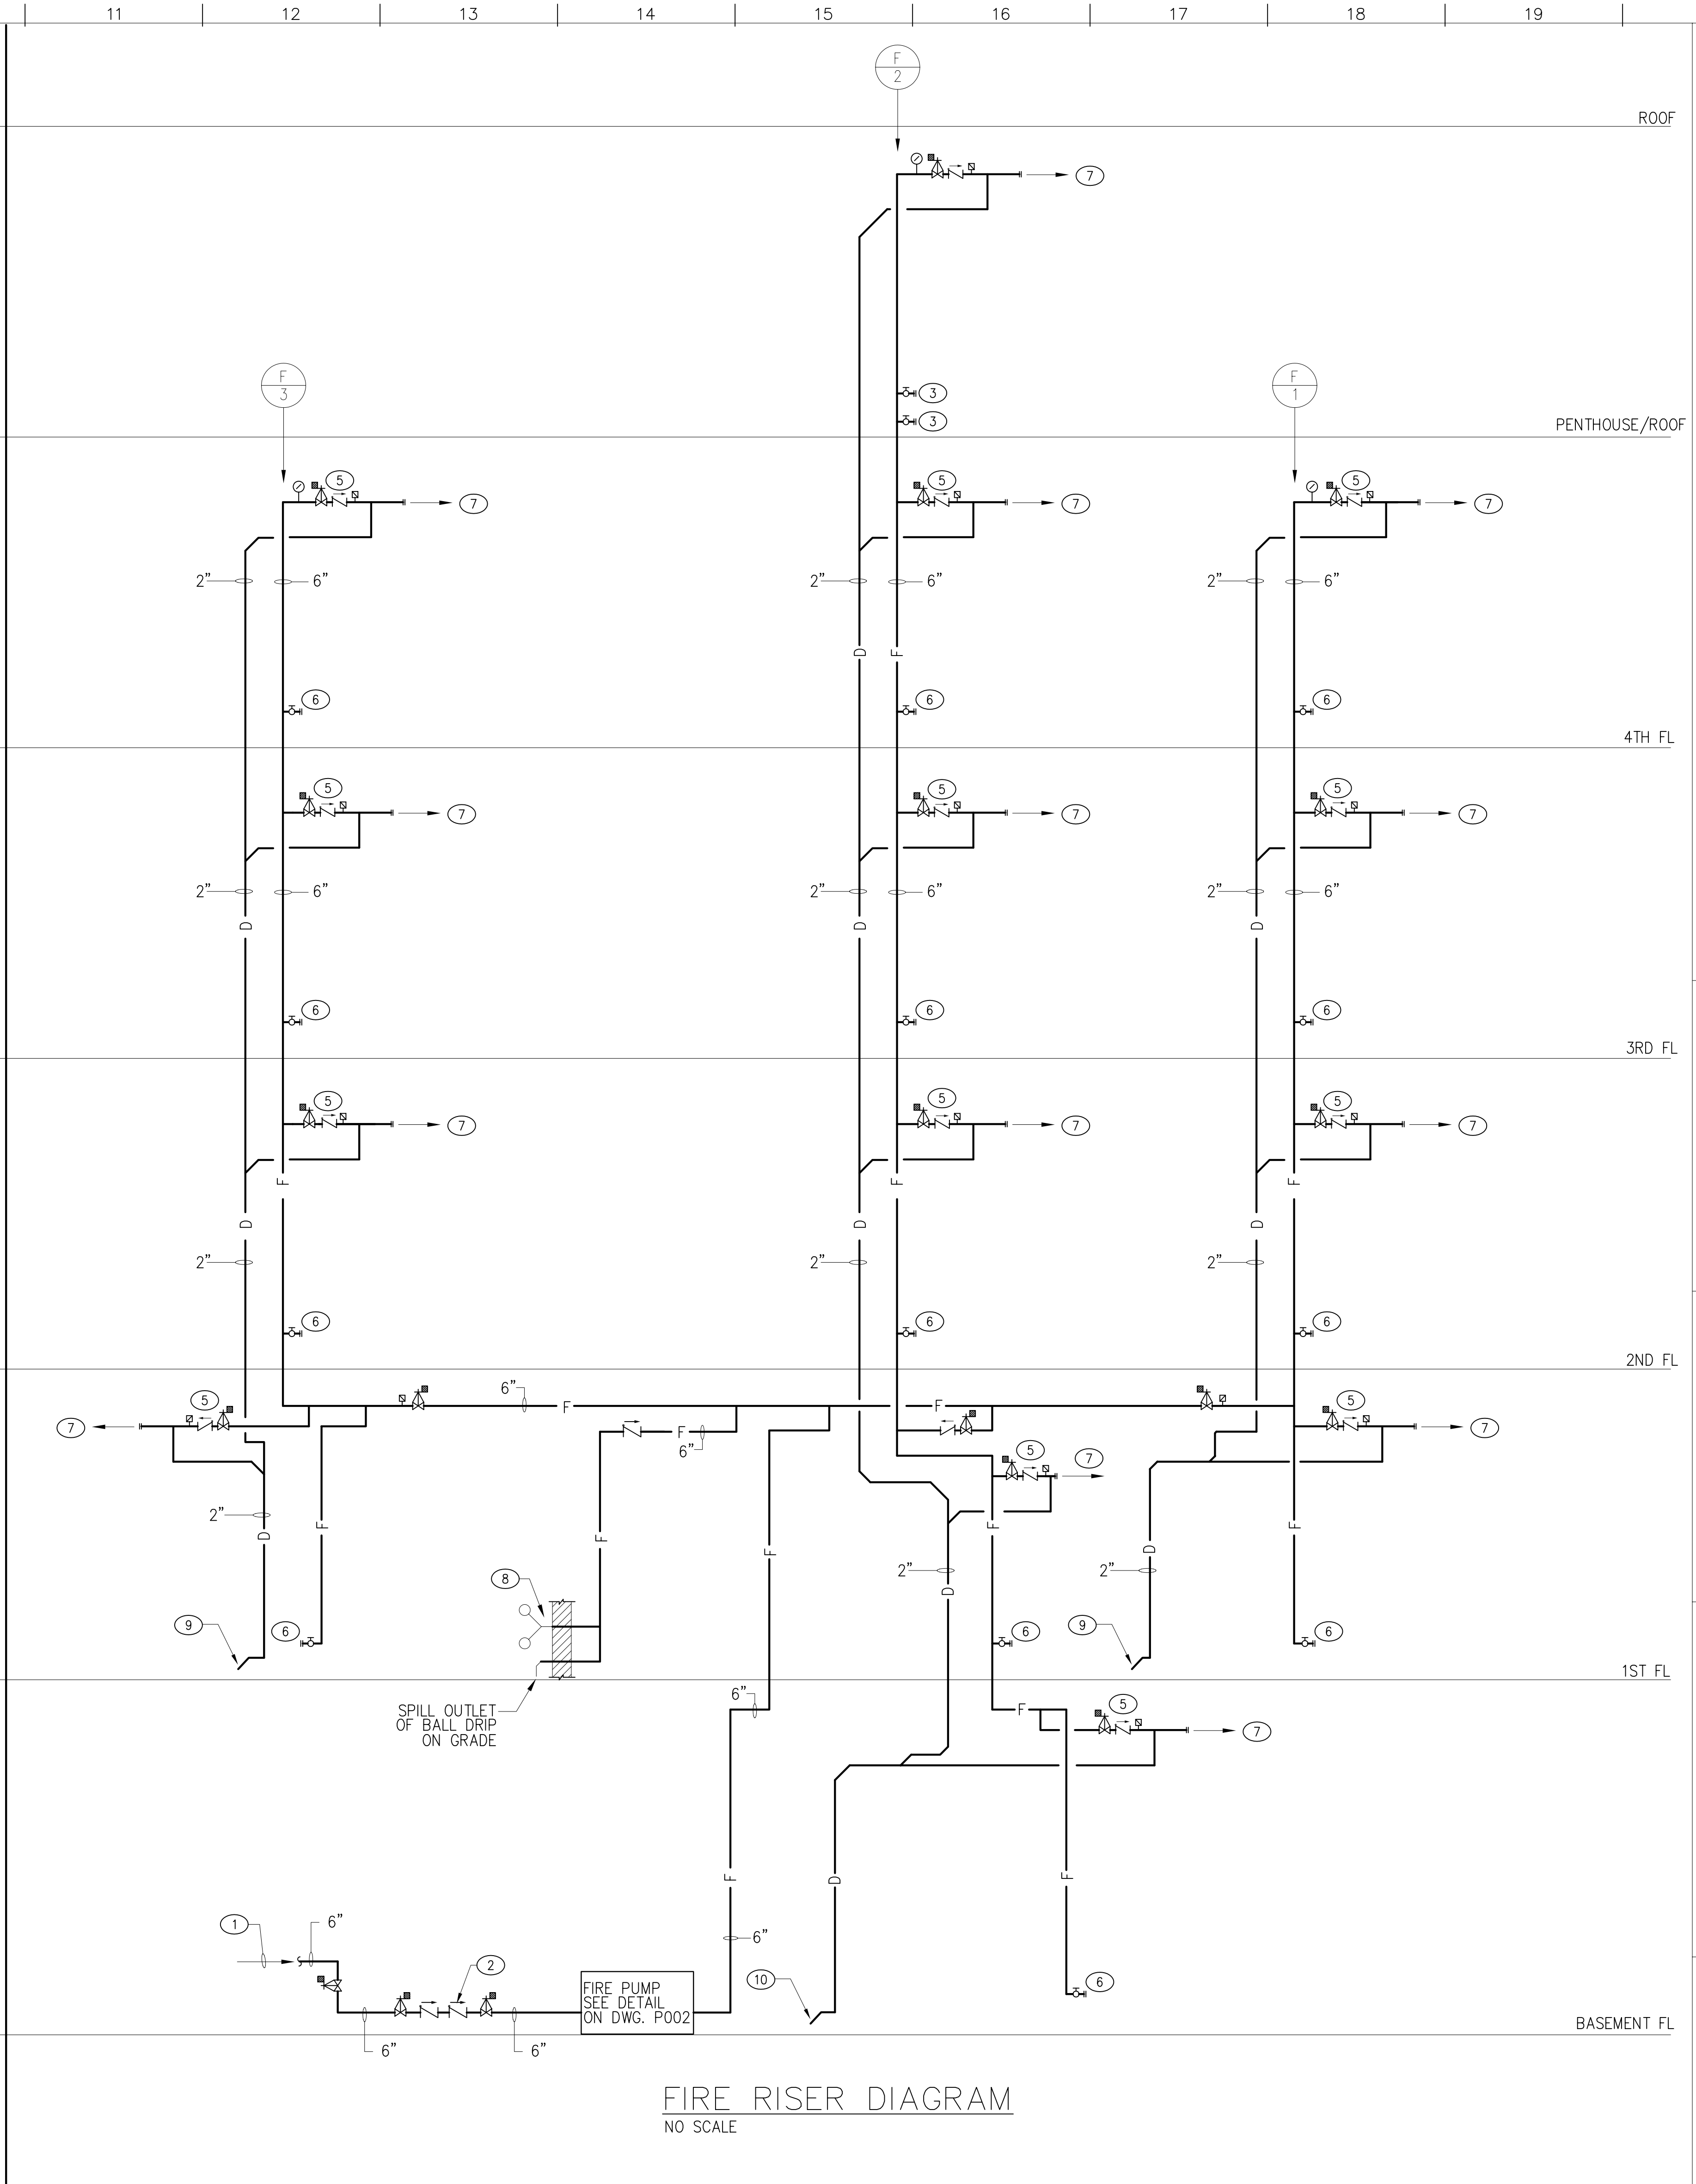 11 12 13 14 15 16 17 18 19
F
2
ROOF
7
F
3
F
1
3
3
PENTHOUSE/ROOF
5 5 5
7 7 7
2” 6” 2” 6” 2” 6”
D F
6 6 6
4TH FL
5 5 5
7 7 7
2” 6” 2” 6” 2” 6”
D D D
6 6 6
3RD FL
5 5 5
7 7 7
F F F
D D D
2” 2” 2”
6 6 6
2ND FL
6”
5 F F 5
7 7
F
6”
5 7
2”
D F F F F F
D
8 2” 2”
D
9 6 6 9 6
1ST FL
6”
SPILL OUTLET
OF BALL DRIP
ON GRADE
F 5
7
F D F
1 6” 6”
2
FIRE PUMP
SEE DETAIL
ON DWG. P002
10 6
BASEMENT FL
6” 6”
FIRE RISER DIAGRAM
NO SCALE